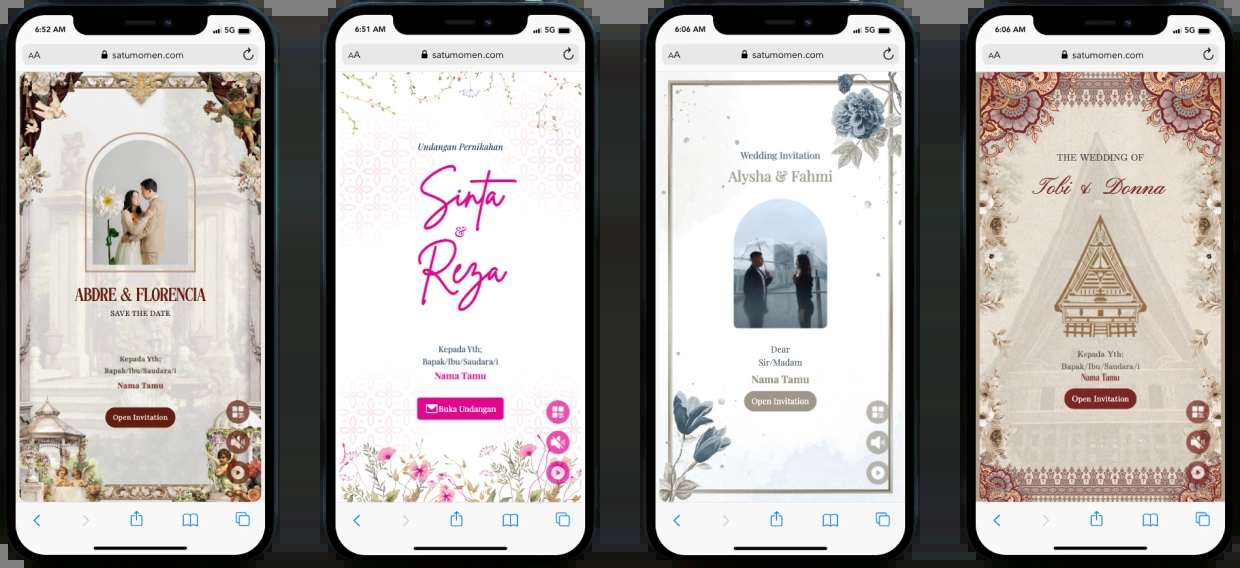 6:52 AM
5G
AA
satumomen.com
ABDRE & FLORENCIA
SAVE THE DATE
Kepada Yth;
Bapak/Ibu/Saudara/i
Nama Tamu
Open Invitation
6:51 AM
5G
AA
satumomen.com
Undangan Pernikahan
Sinta
&
Reza
Kepada Yth;
Bapak/Ibu/Saudara/i
Nama Tamu
Buka Undangan
6:06 AM
5G
AA
satumomen.com
Wedding Invitation
Alysha & Fahmi
Dear
Sir/Madam
Nama Tamu
Open Invitation
6:06 AM
5G
AA
satumomen.com
THE WEDDING OF
Tobi & Donna
Kepada Yth;
Bapak/Ibu/Saudara/i
Nama Tamu
Open Invitation